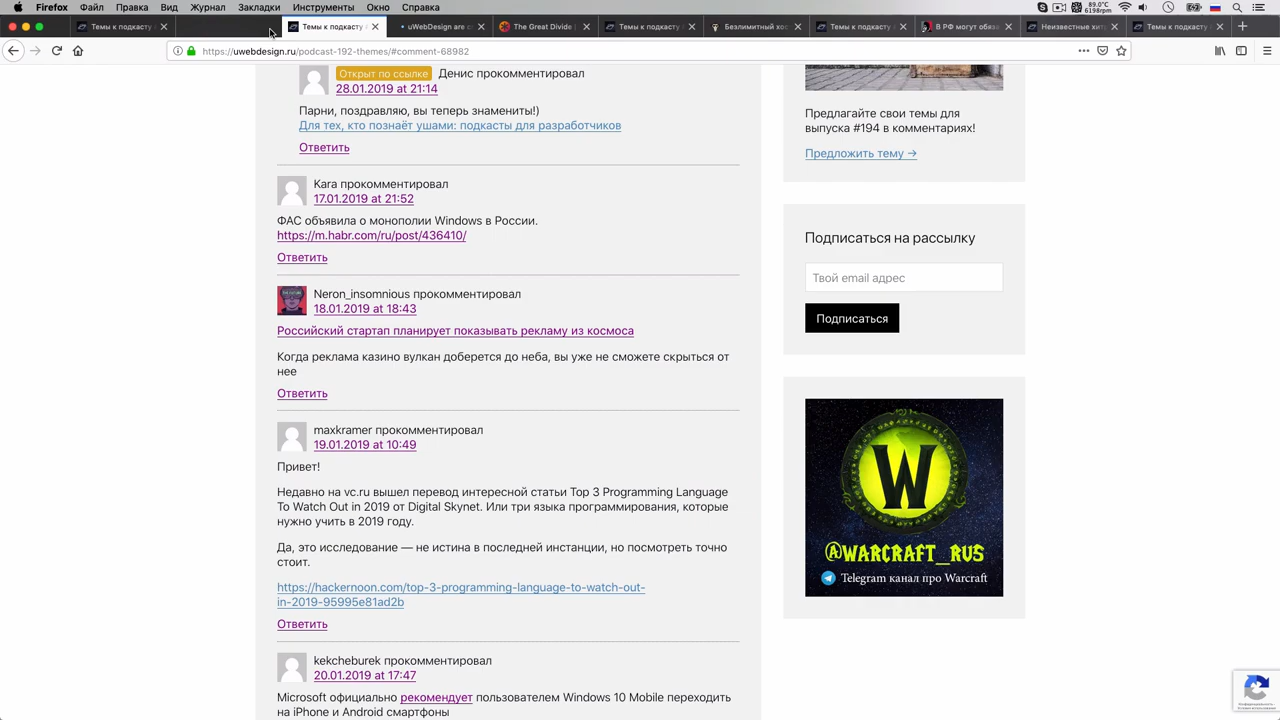 Firefox Файл Правка Вид Журнал Закладки Инструменты Окно Справка
89.0°C
6198rpm
Темы к подкасту
Темы к подкасту
uWebDesign are c
The Great Divide
Темы к подкасту
Безлимитный хос
Темы к подкасту
В РФ могут обяза
Неизвестные хит
Темы к подкасту
https://uwebdesign.ru/podcast-192-themes/#comment-68982
Открыт по ссылке Денис прокомментировал
28.01.2019 at 21:14
Парни, поздравляю, вы теперь знамениты!)
Для тех, кто познаёт ушами: подкасты для разработчиков
Ответить
Kara прокомментировал
17.01.2019 at 21:52
ФАС объявила о монополии Windows в России.
https://m.habr.com/ru/post/436410/
Ответить
Neron_insomnious прокомментировал
18.01.2019 at 18:43
Российский стартап планирует показывать рекламу из космоса
Когда реклама казино вулкан доберется до неба, вы уже не сможете скрыться от
нее
Ответить
maxkramer прокомментировал
19.01.2019 at 10:49
Привет!
Недавно на vc.ru вышел перевод интересной статьи Top 3 Programming Language
To Watch Out in 2019 от Digital Skynet. Или три языка программирования, которые
нужно учить в 2019 году.
Да, это исследование — не истина в последней инстанции, но посмотреть точно
стоит.
https://hackernoon.com/top-3-programming-language-to-watch-out-
in-2019-95995e81ad2b
Ответить
kekcheburek прокомментировал
20.01.2019 at 17:47
Microsoft официально рекомендует пользователем Windows 10 Mobile переходить
на iPhone и Android смартфоны
Предлагайте свои темы для
выпуска #194 в комментариях!
Предложить тему →
Подписаться на рассылку
Твой email адрес
Подписаться
W
@WARCRAFT_RUS
Telegram канал про Warcraft